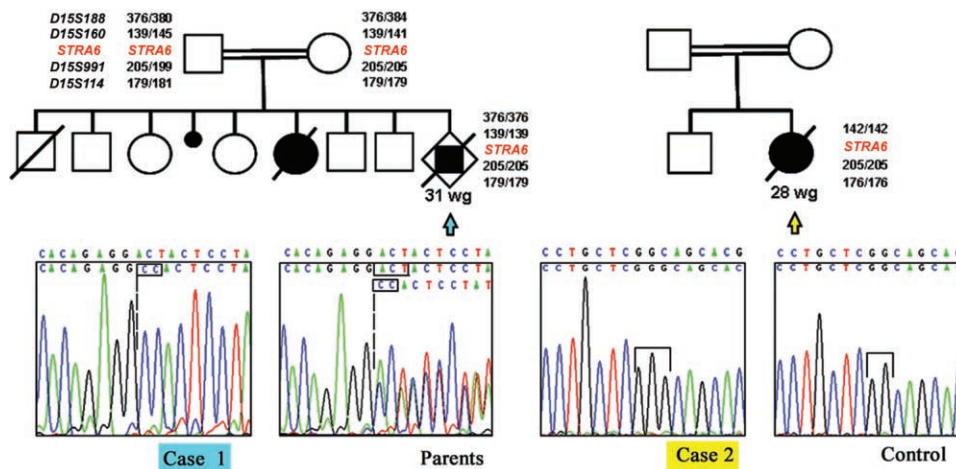 D15S188 376/380 376/384
D15S160 139/145 139/141
STRA6 STRA6 STRA6
D15S991 205/199 205/205
D15S114 179/181 179/179
376/376
139/139
STRA6
205/205
179/179
31 wg
142/142
STRA6
205/205
176/176
28 wg
CACAGAGGACTACTCCTA
CACAGAGGCCACTCCTA
CACAGAGGACTACTCCTA
CACAGAGGACTACTCCTA
CCACTCCTAT
CCTGCTCGGCAGCACG
CCTGCTCGGGCAGCAC
CCTGCTCGGCAGCAC
CCTGCTCGGCAGCA
Case 1
Parents
Case 2
Control